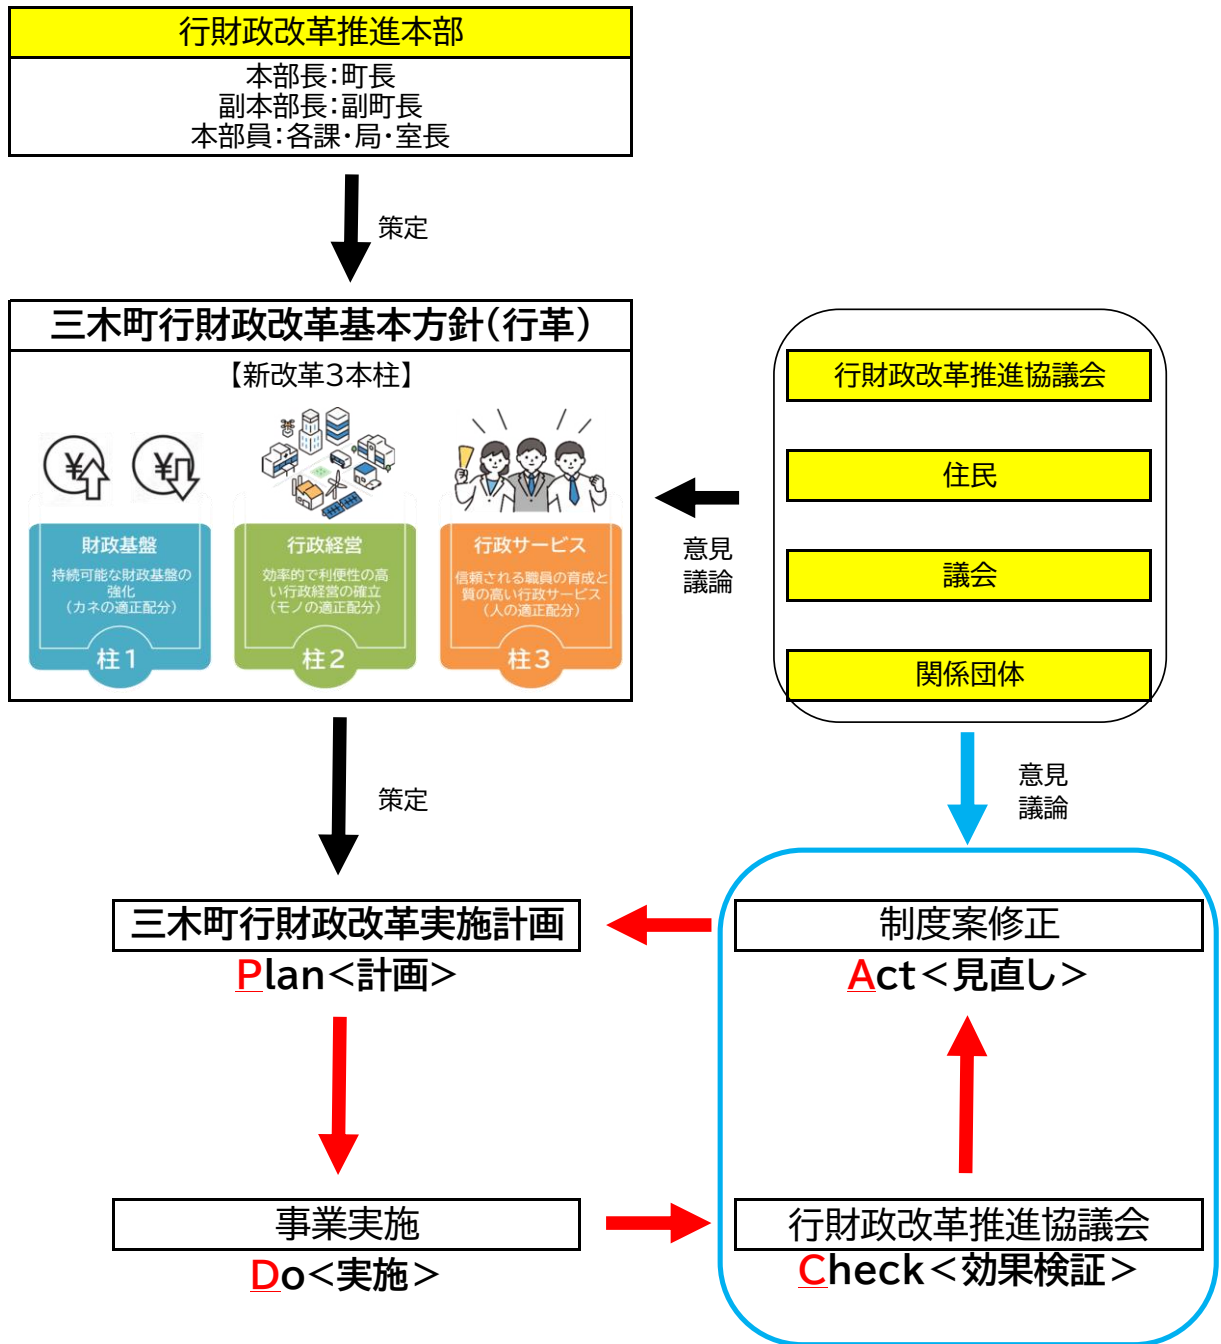 行財政改革推進本部
本部長：町長
副本部長：副町長
本部員：各課・局・室長
策定
三木町行財政改革基本方針（行革）
【新改革3本柱】
¥
¥
財政基盤
持続可能な財政基盤の
強化
（カネの適正配分）
柱1
行政経営
効率的で利便性の高
い行政経営の確立
（モノの適正配分）
柱2
行政サービス
信頼される職員の育成と
質の高い行政サービス
（人の適正配分）
柱3
意見
議論
行財政改革推進協議会
住民
議会
関係団体
意見
議論
策定
三木町行財政改革実施計画
Plan＜計画＞
制度案修正
Act＜見直し＞
事業実施
Do＜実施＞
行財政改革推進協議会
Check＜効果検証＞